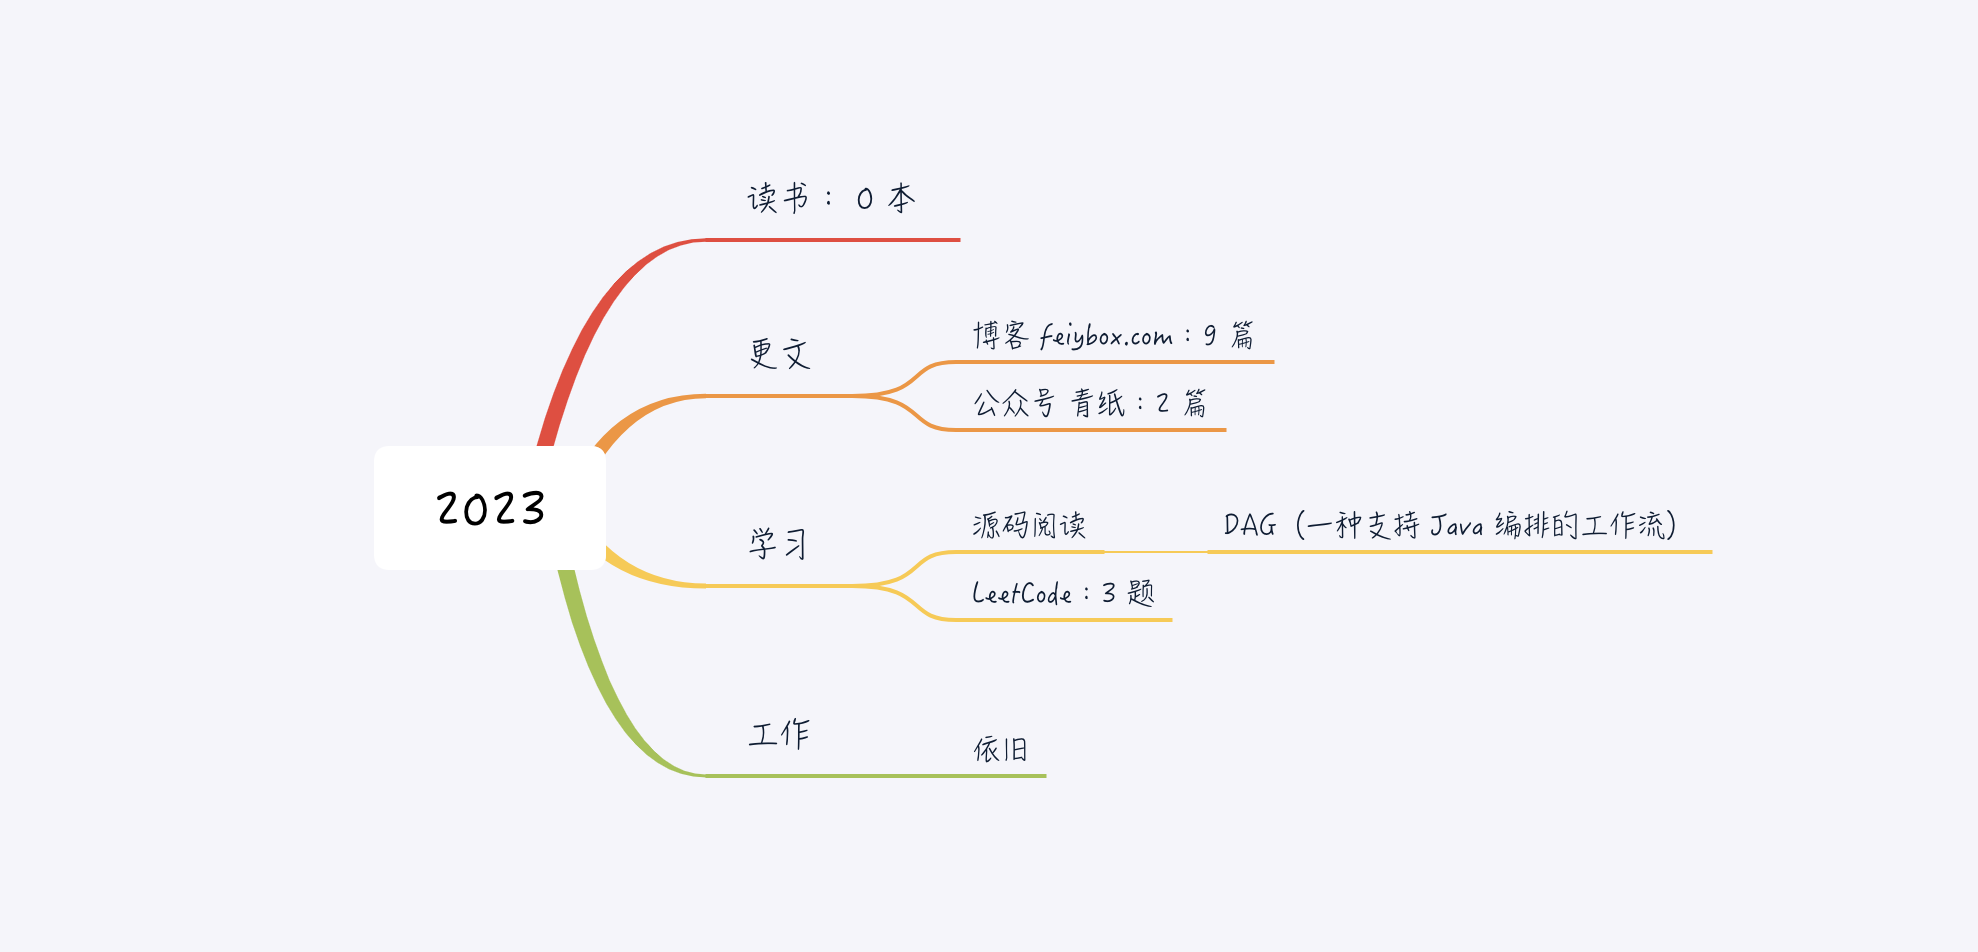 读书： 0 本
更文
博客 feiybox.com：9 篇
公众号 青纸：2 篇
2023
学习
源码阅读
DAG（一种支持 Java 编排的工作流）
LeetCode：3 题
工作
依旧